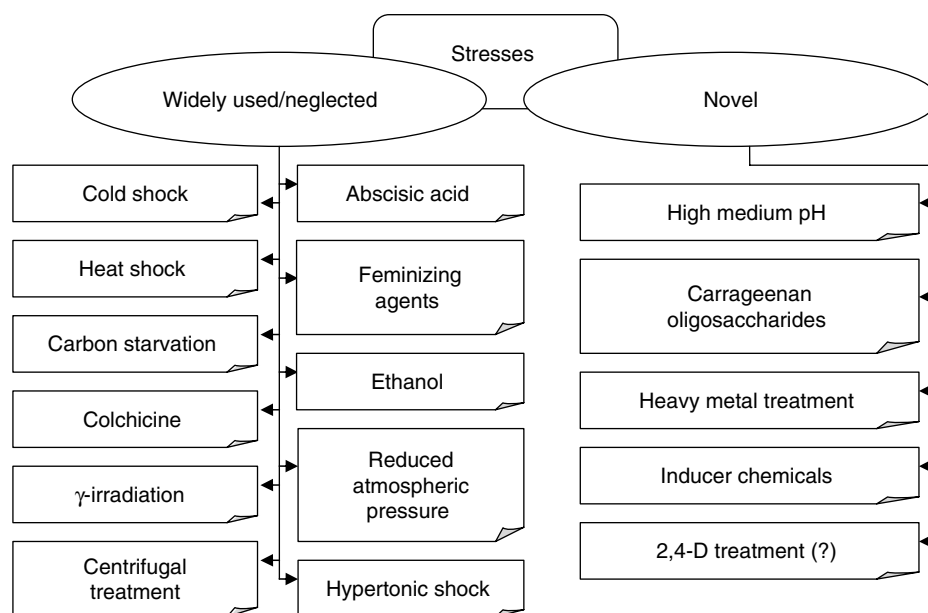 Stresses
Widely used/neglected
Novel
Cold shock
Heat shock
Carbon starvation
Colchicine
γ-irradiation
Centrifugal
treatment
Abscisic acid
Feminizing
agents
Ethanol
Reduced
atmospheric
pressure
Hypertonic shock
High medium pH
Carrageenan
oligosaccharides
Heavy metal treatment
Inducer chemicals
2,4-D treatment (?)